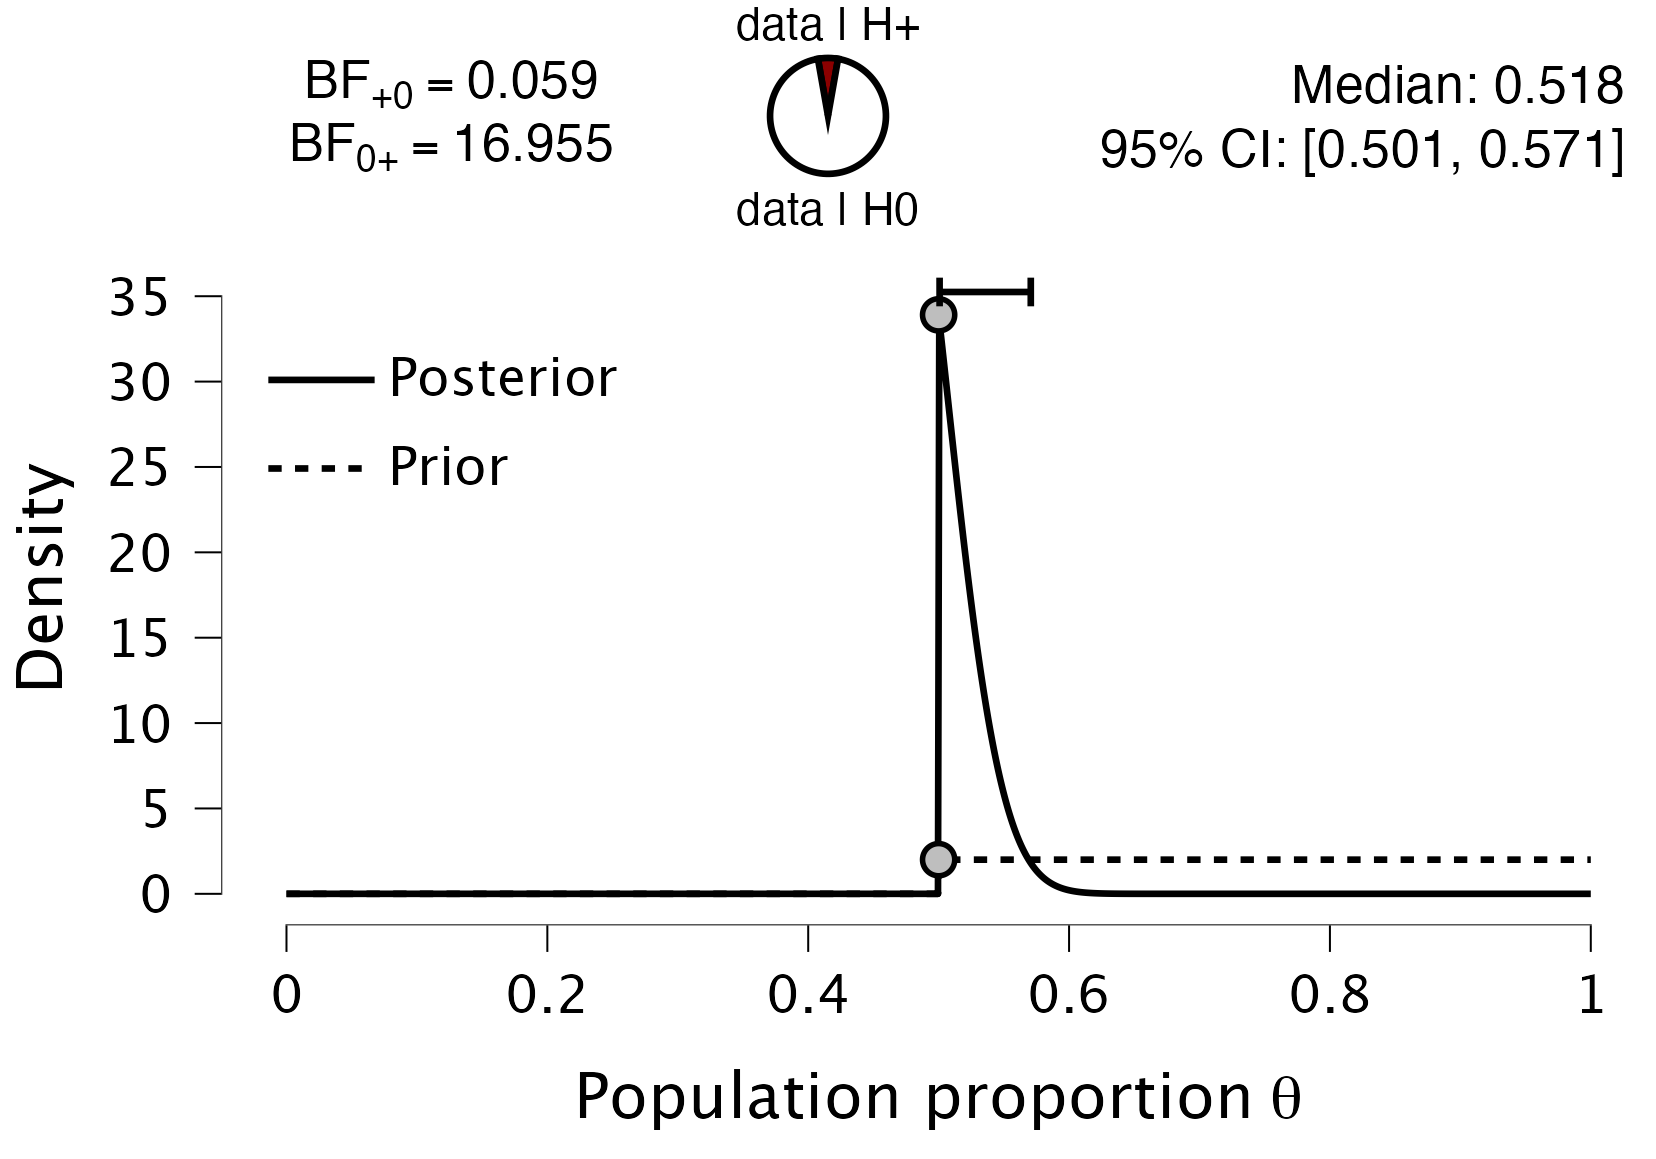 data | H+
BF+0 = 0.059
BF0+ = 16.955
Median: 0.518
95% CI: [0.501, 0.571]
data | H0
Posterior
Prior
Density
35
30
25
20
15
10
5
0
0 0.2 0.4 0.6 0.8 1
Population proportion θ